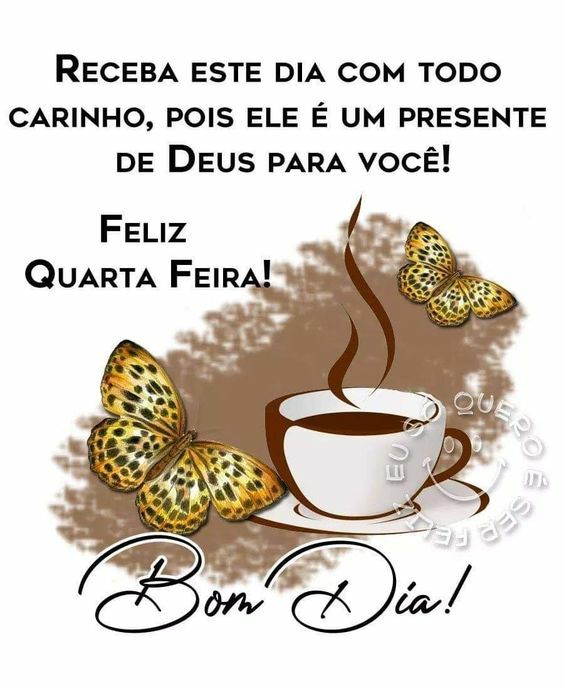 Receba este dia com todo
carinho, pois ele é um presente
de Deus para você!
Feliz
Quarta Feira!
EU SÓ QUERO É SER FELIZ
Bom Dia!